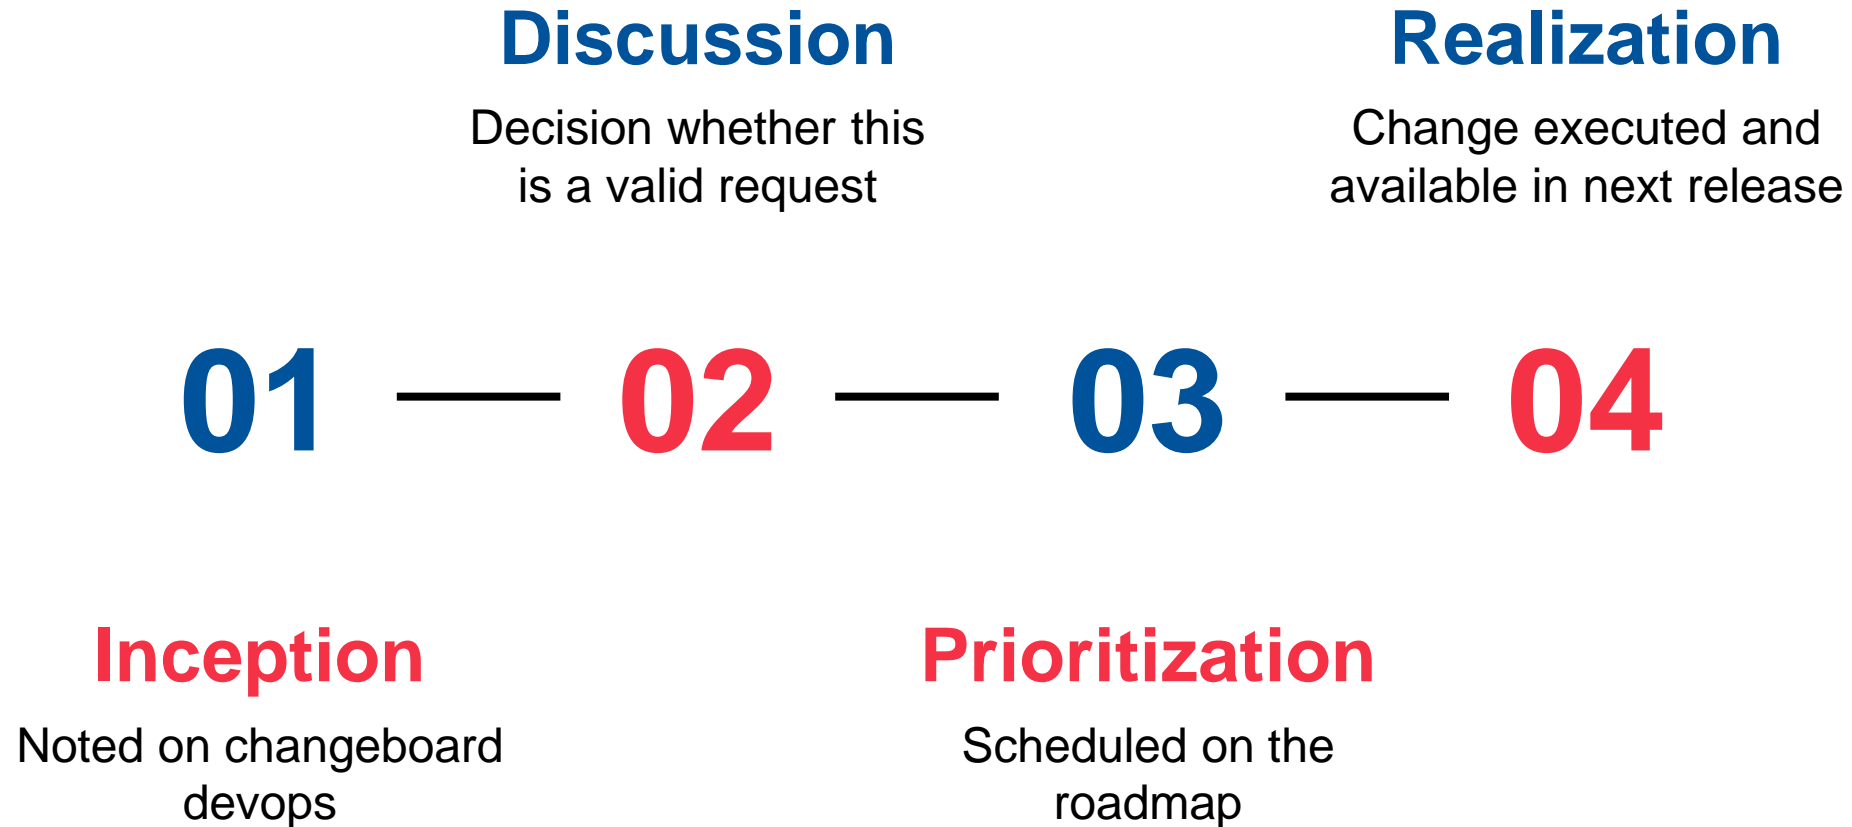 Discussion
Decision whether this
is a valid request
Realization
Change executed and
available in next release
01
02
03
04
Inception
Noted on changeboard
devops
Prioritization
Scheduled on the
roadmap